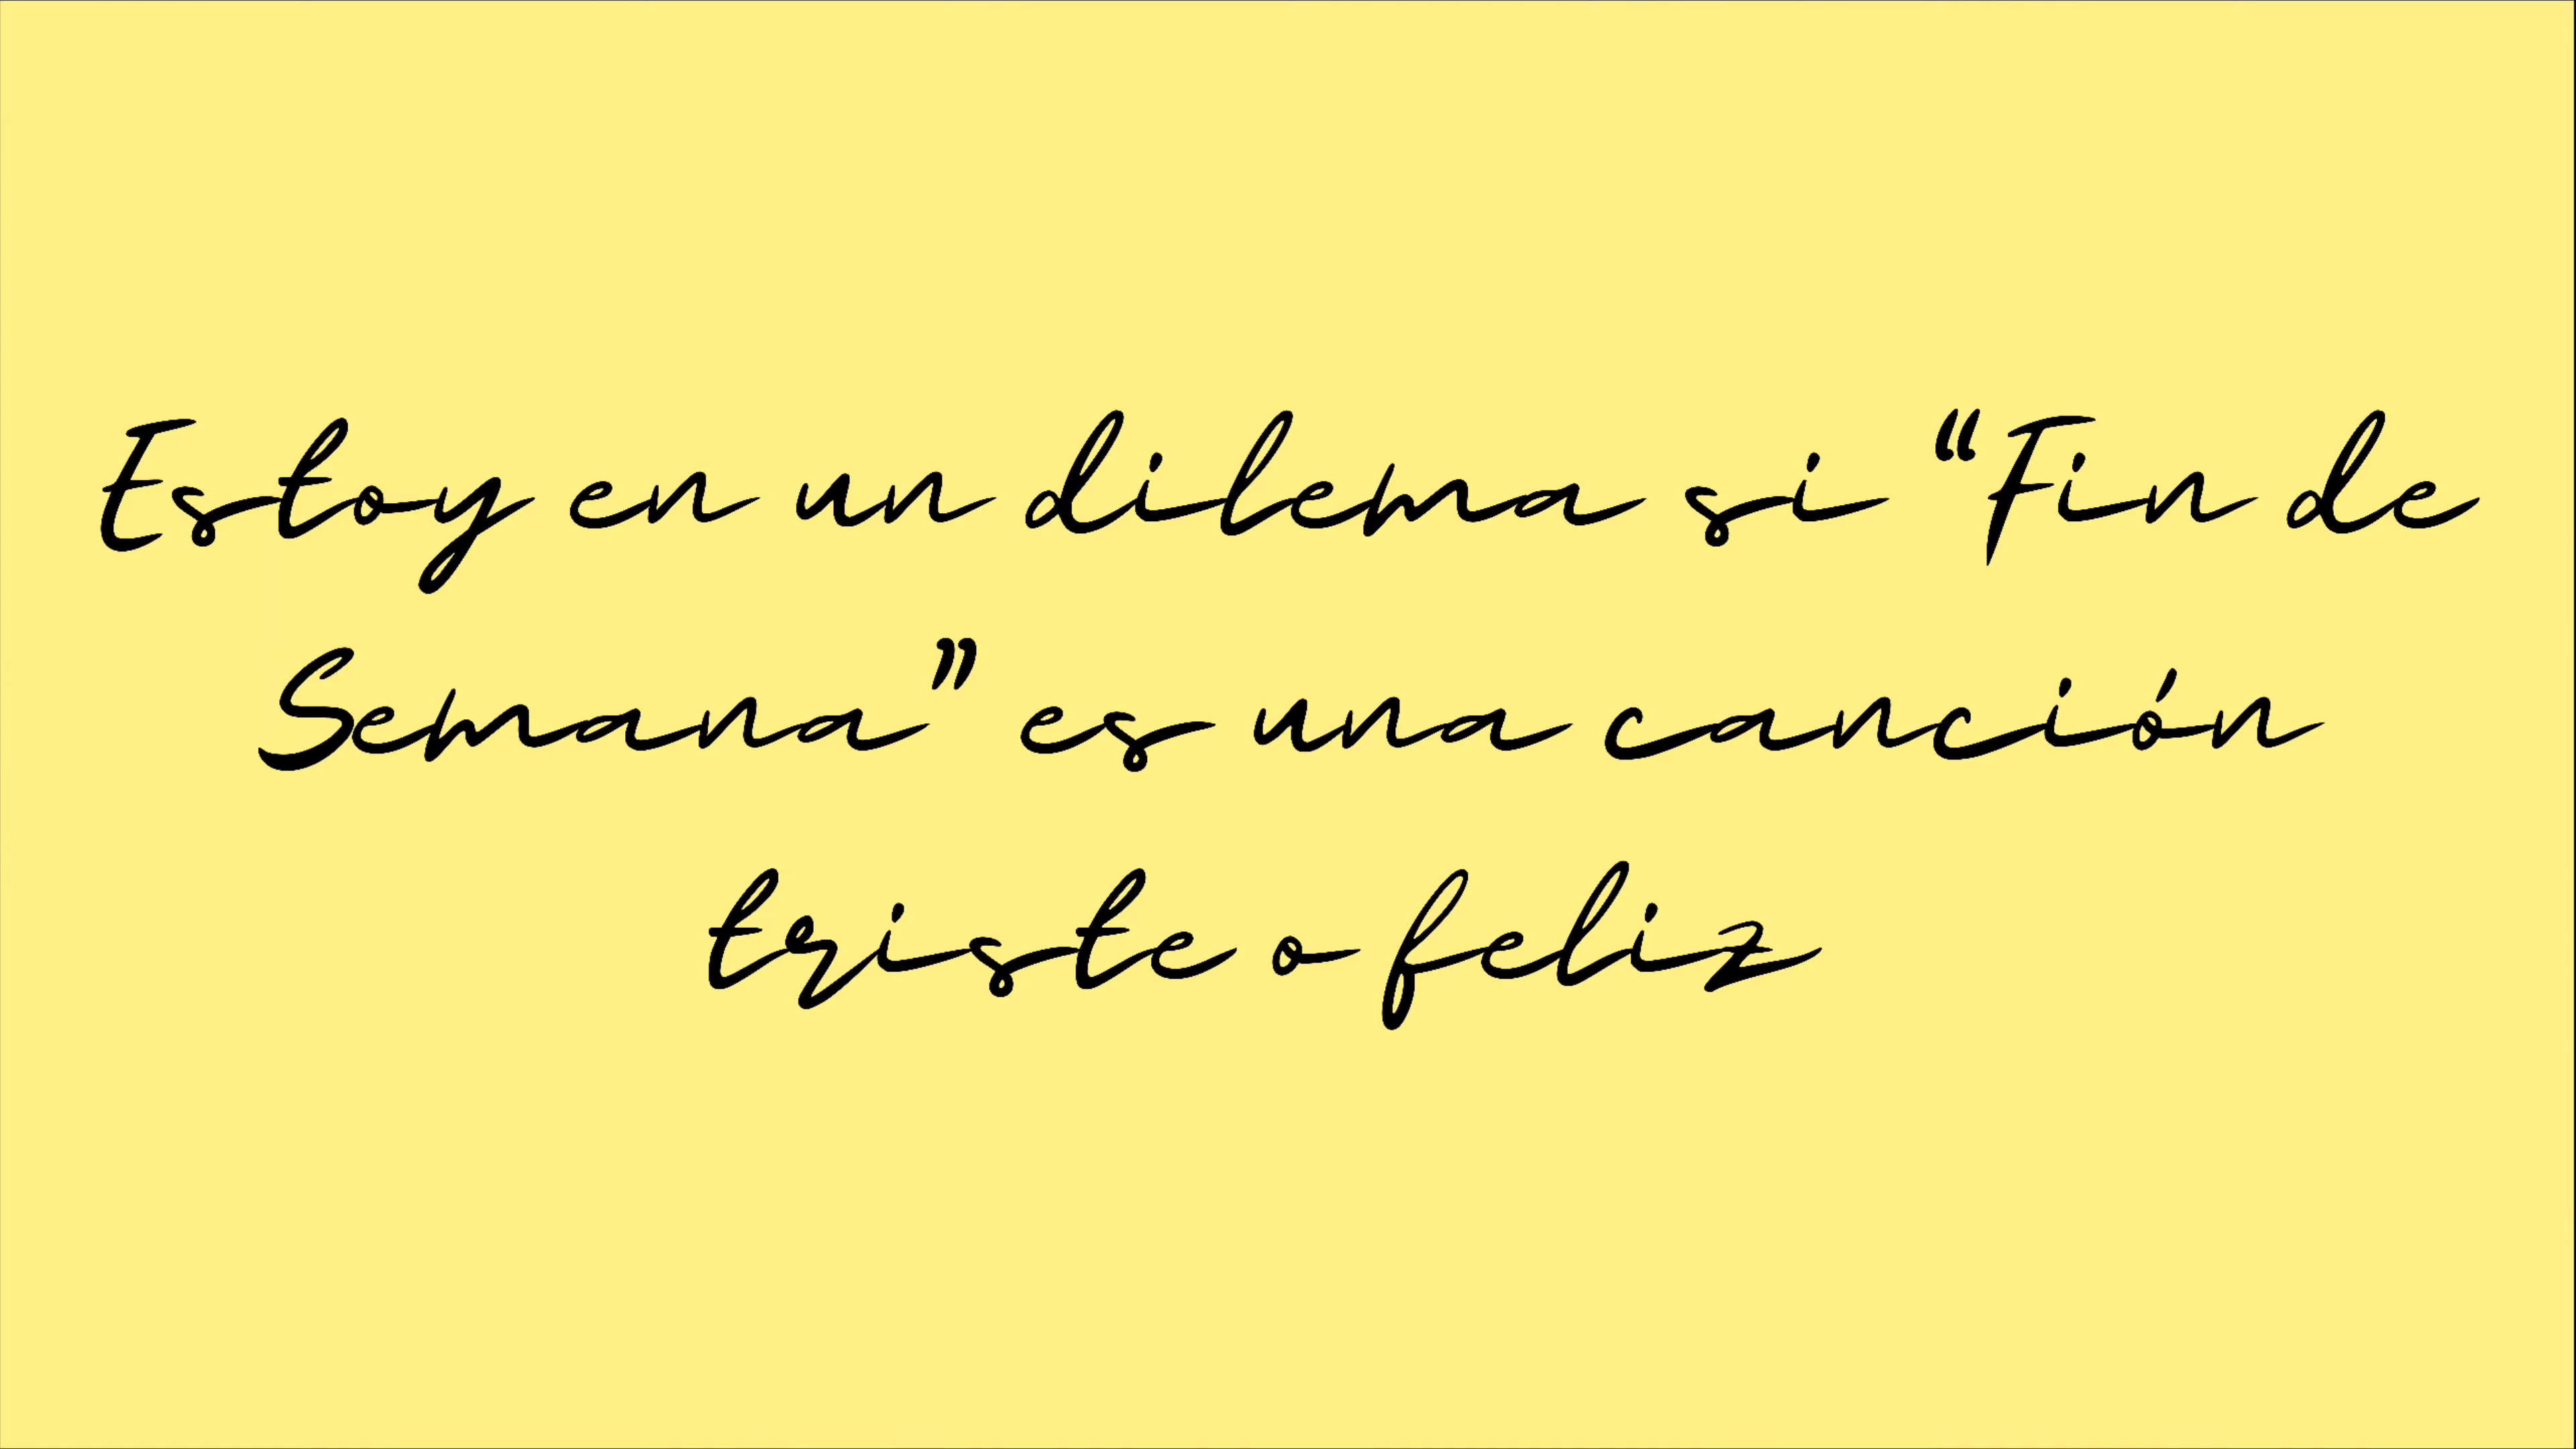 Estoy en un dilema si “Fin de
Semana” es una canción
triste o feliz